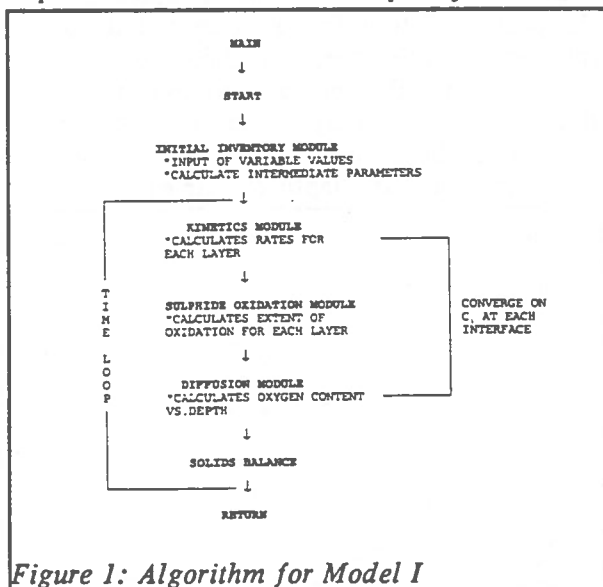 MAIN
↓
START
↓
INITIAL INVENTORY MODULE
*INPUT OF VARIABLE VALUES
*CALCULATE INTERMEDIATE PARAMETERS
↓
KINETICS MODULE
*CALCULATES RATES FOR
EACH LAYER
↓
SULPHIDE OXIDATION MODULE
*CALCULATES EXTENT OF
OXIDATION FOR EACH LAYER
↓
DIFFUSION MODULE
*CALCULATES OXYGEN CONTENT
VS.DEPTH
↓
SOLIDS BALANCE
↓
RETURN
TIME LOOP
CONVERGE ON
C, AT EACH
INTERFACE
Figure 1: Algorithm for Model I